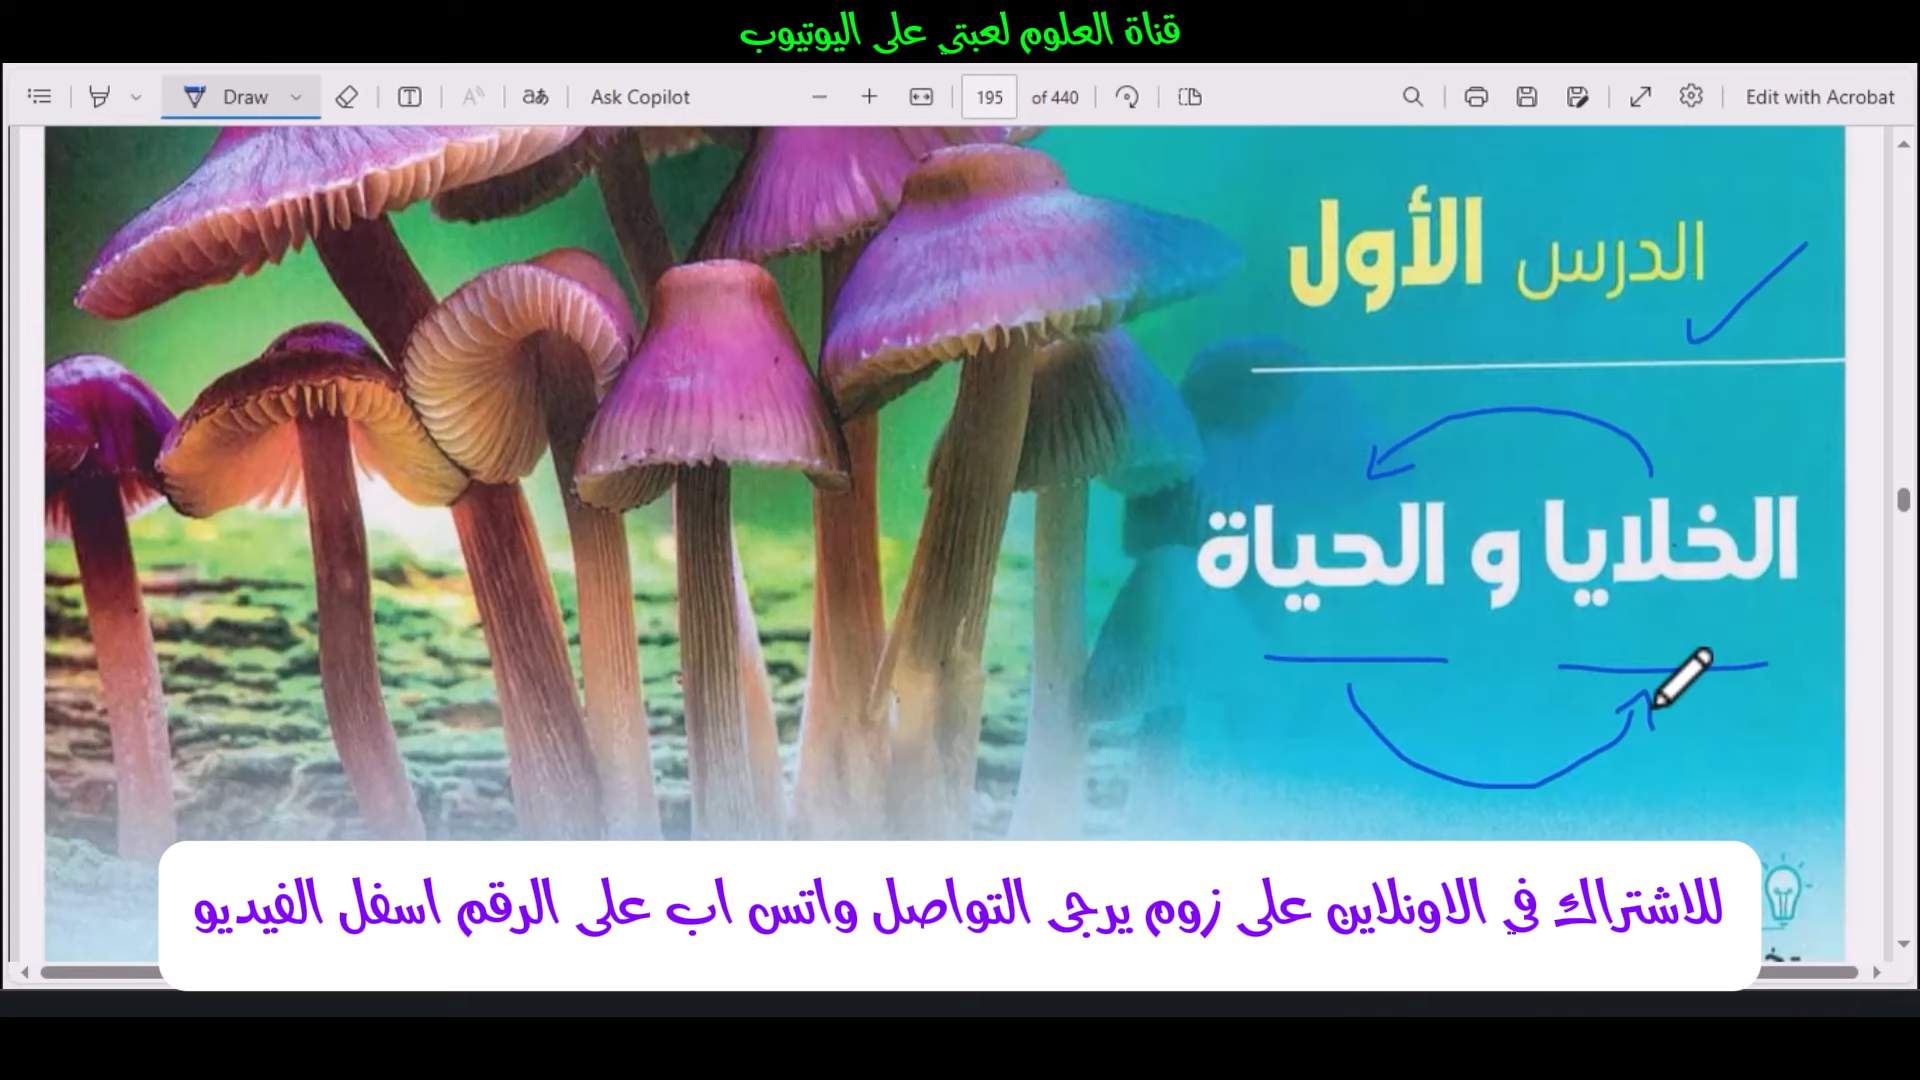 قناة العلوم لعبتي على اليوتيوب
Draw Ask Copilot 195 of 440 Edit with Acrobat
الدرس الأول
الخلايا و الحياة
للاشتراك في الاونلاين على زوم يرجى التواصل واتس اب على الرقم اسفل الفيديو